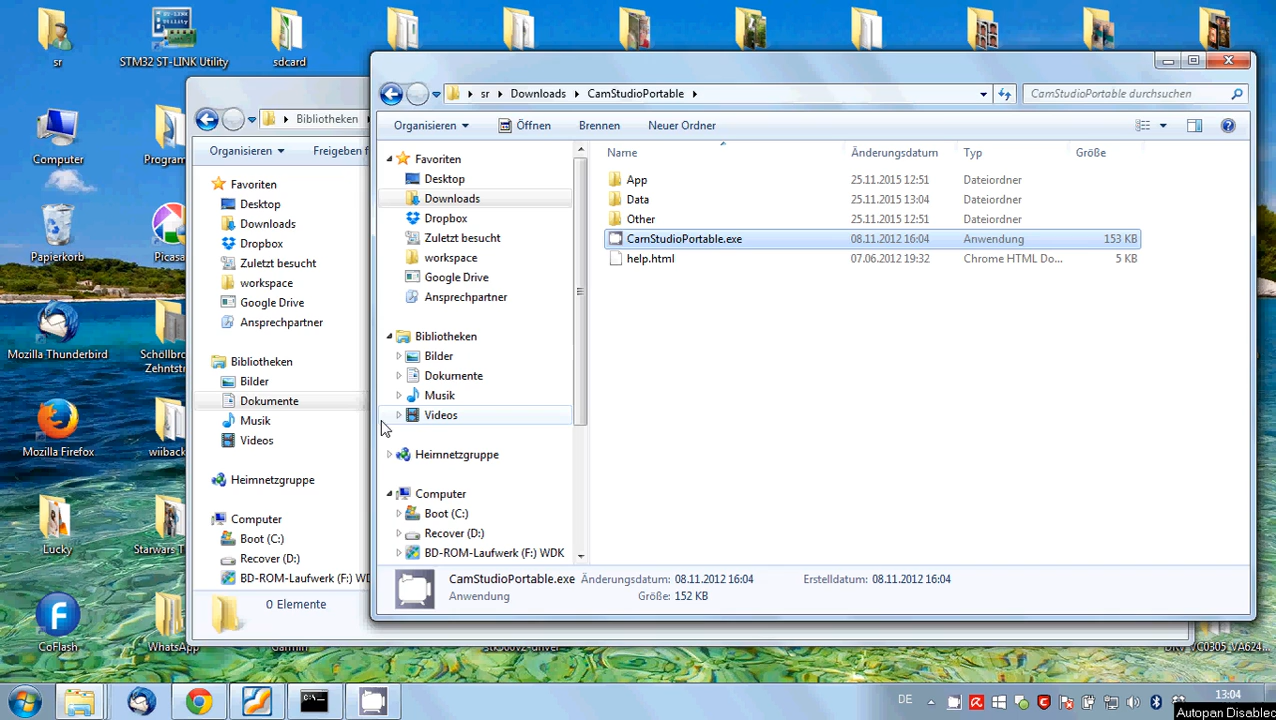 sr
STM32 ST-LINK Utility
sdcard
Computer
Program
Papierkorb
Picasa
Mozilla Thunderbird
Schöllbro
Zehntstr
Mozilla Firefox
wiiback
Lucky
Starwars T
CoFlash
WhatsApp
Garmin
stk600v2-driver
DRV_VC0305_VA624...
Bibliotheken
Organisieren
Freigeben f
Favoriten
Desktop
Downloads
Dropbox
Zuletzt besucht
workspace
Google Drive
Ansprechpartner
Bibliotheken
Bilder
Dokumente
Musik
Videos
Heimnetzgruppe
Computer
Boot (C:)
Recover (D:)
BD-ROM-Laufwerk (F:) WD
0 Elemente
sr Downloads CamStudioPortable
CamStudioPortable durchsuchen
Organisieren Öffnen Brennen Neuer Ordner
Favoriten
Desktop
Downloads
Dropbox
Zuletzt besucht
workspace
Google Drive
Ansprechpartner
Bibliotheken
Bilder
Dokumente
Musik
Videos
Heimnetzgruppe
Computer
Boot (C:)
Recover (D:)
BD-ROM-Laufwerk (F:) WDK
Name Änderungsdatum Typ Größe
App 25.11.2015 12:51 Dateiordner
Data 25.11.2015 13:04 Dateiordner
Other 25.11.2015 12:51 Dateiordner
CamStudioPortable.exe 08.11.2012 16:04 Anwendung 153 KB
help.html 07.06.2012 19:32 Chrome HTML Do... 5 KB
CamStudioPortable.exe Änderungsdatum: 08.11.2012 16:04 Erstelldatum: 08.11.2012 16:04
Anwendung Größe: 152 KB
DE
13:04
Autopan Disabled